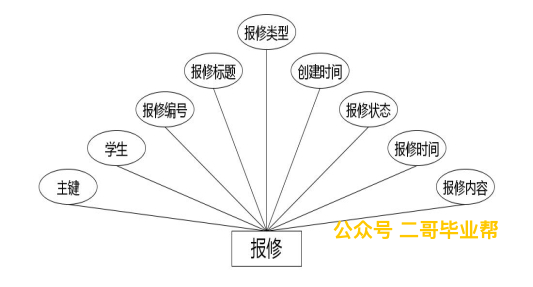 报修类型
报修标题
创建时间
报修编号
报修状态
学生
报修时间
主键
报修内容
公众号 二哥毕业帮
报修